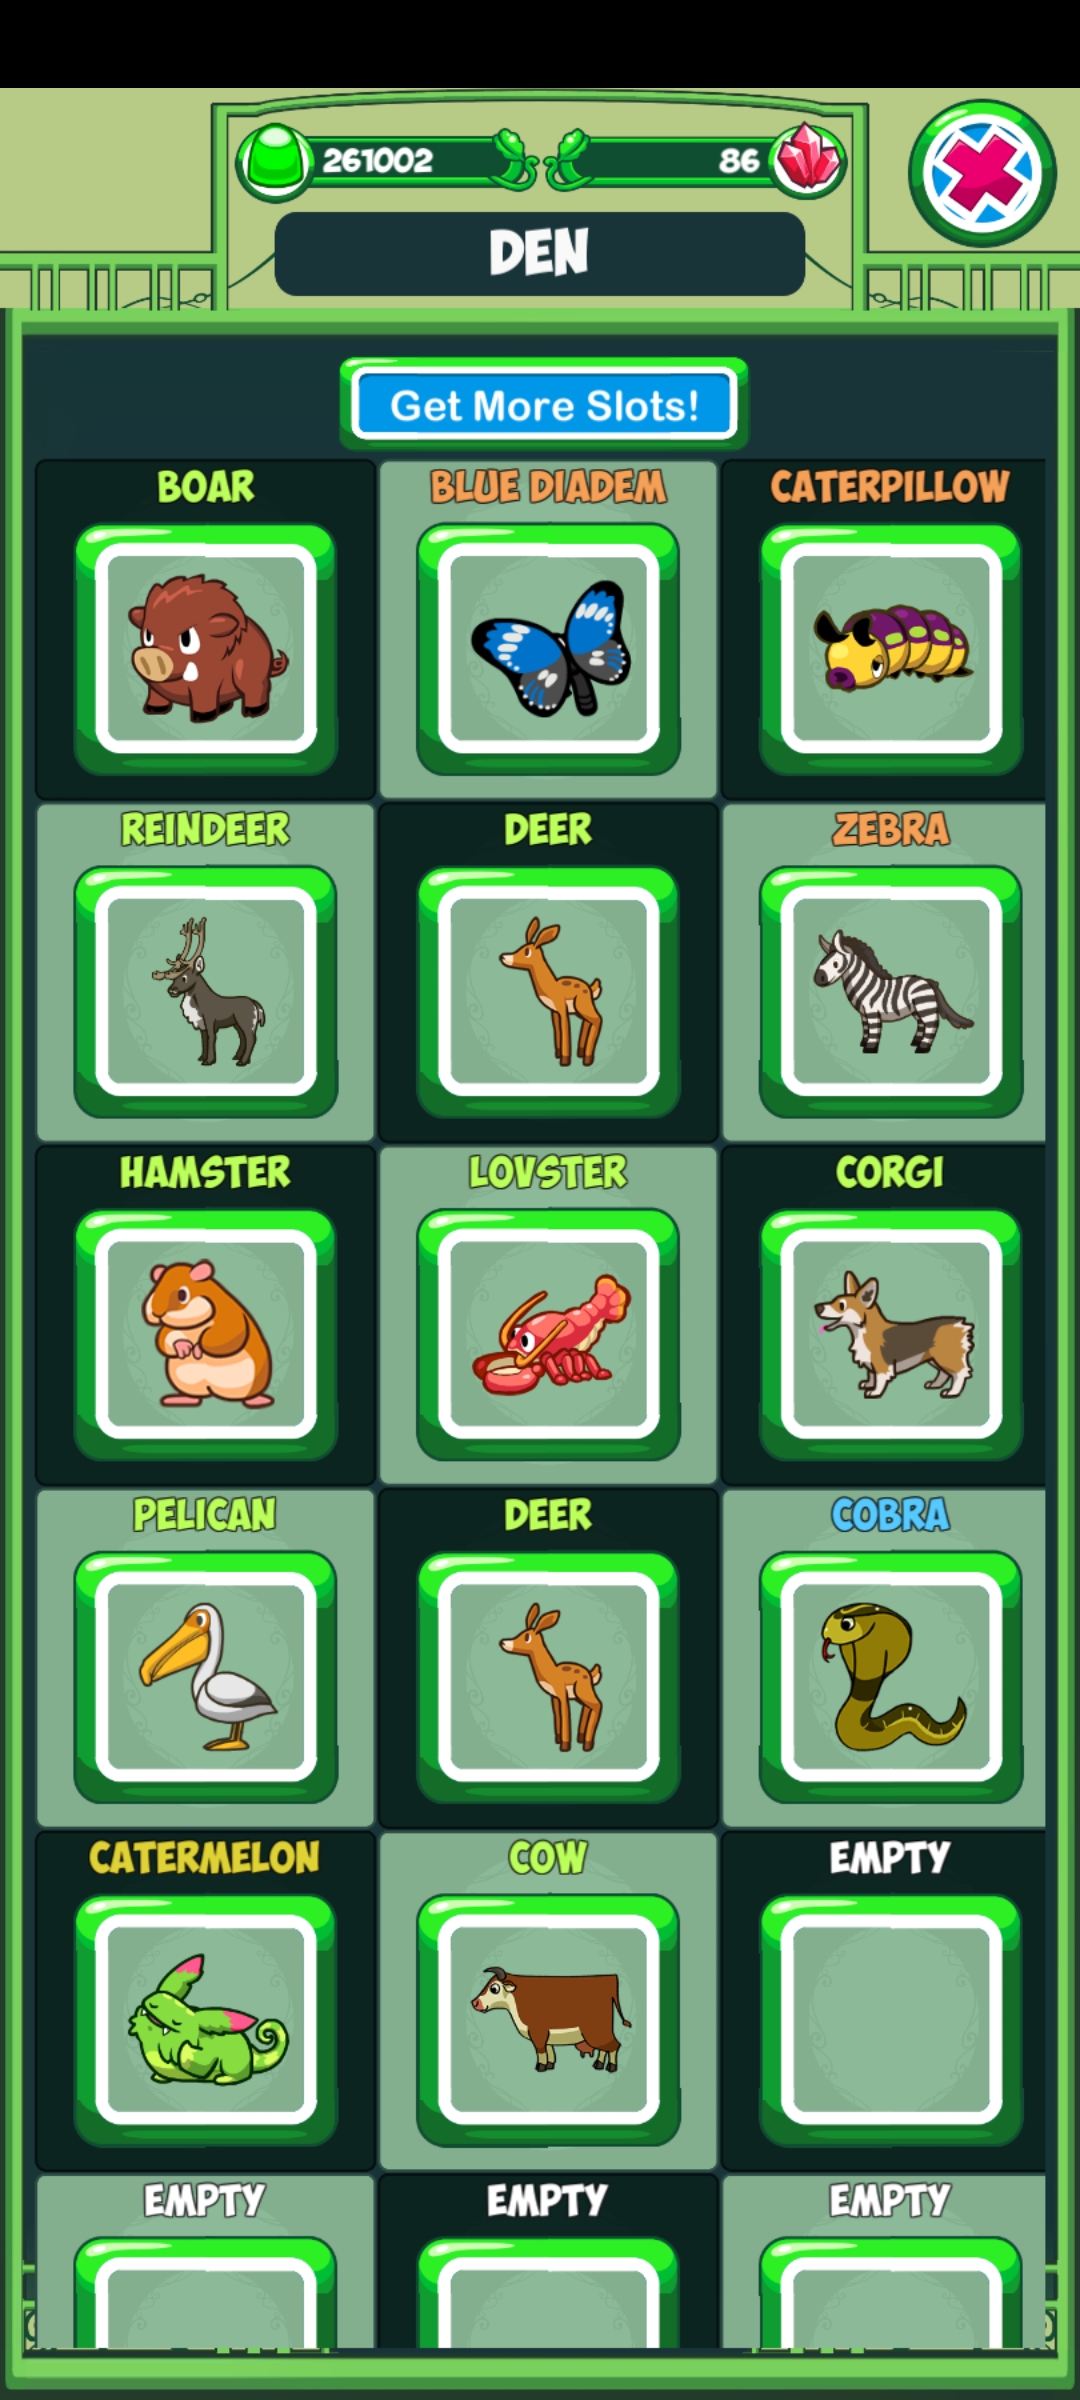 261002 86
DEN
Get More Slots!
BOAR BLUE DIADEM CATERPILLOW
REINDEER DEER ZEBRA
HAMSTER LOVSTER CORGI
PELICAN DEER COBRA
CATERMELON COW EMPTY
EMPTY EMPTY EMPTY